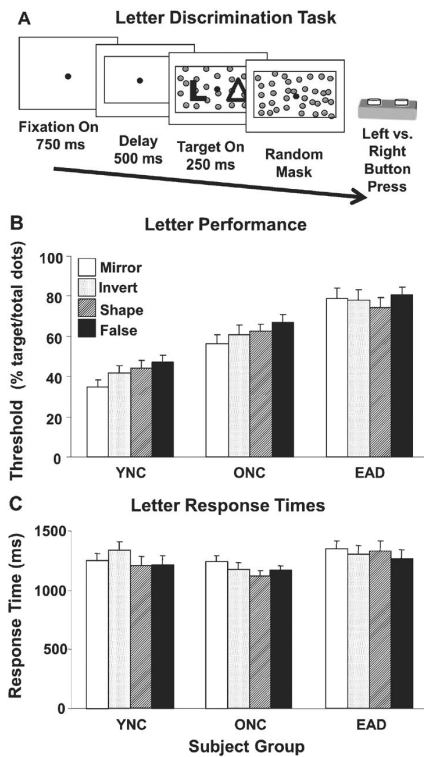 A
Letter Discrimination Task
Fixation On
750 ms
Delay
500 ms
Target On
250 ms
Random
Mask
Left vs.
Right
Button
Press
B
Letter Performance
Threshold (% target/total dots)
100
80
60
40
20
0
Mirror
Invert
Shape
False
YNC ONC EAD
C
Letter Response Times
Response Time (ms)
1500
1000
500
0
YNC ONC EAD
Subject Group